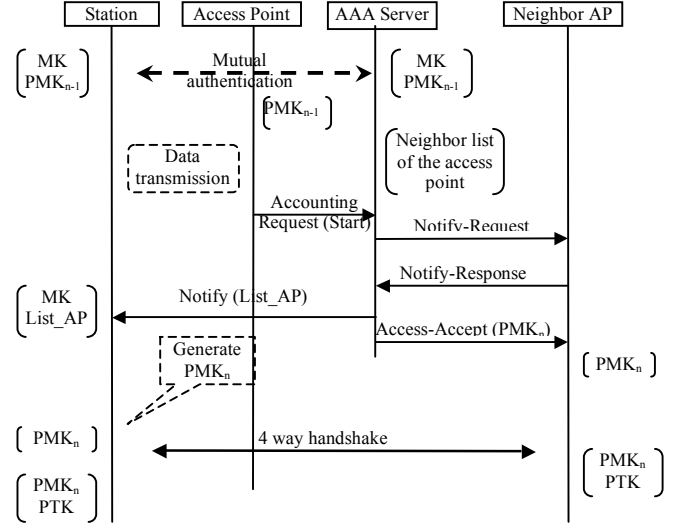 Station
Access Point
AAA Server
Neighbor AP
MK
PMKn-1
Mutual
authentication
MK
PMKn-1
PMKn-1
Data
transmission
Neighbor list
of the access
point
Accounting
Request (Start)
Notify-Request
Notify-Response
MK
List_AP
Notify (List_AP)
Access-Accept (PMKn)
Generate
PMKn
PMKn
PMKn
4 way handshake
PMKn
PTK
PMKn
PTK